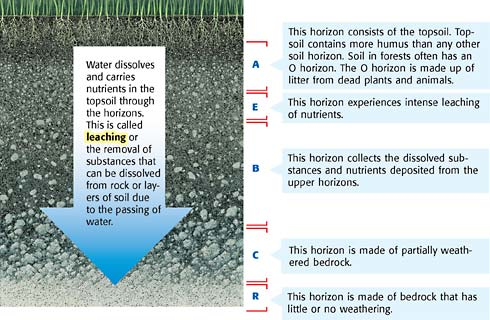 Water dissolves
and carries
nutrients in the
topsoil through
the horizons.
This is called
leaching or
the removal of
substances that
can be dissolved
from rock or lay-
ers of soil due
to the passing of
water.
A
This horizon consists of the topsoil. Top-
soil contains more humus than any other
soil horizon. Soil in forests often has an
O horizon. The O horizon is made up of
litter from dead plants and animals.
E
This horizon experiences intense leaching
of nutrients.
B
This horizon collects the dissolved sub-
stances and nutrients deposited from the
upper horizons.
C
This horizon is made of partially weath-
ered bedrock.
R
This horizon is made of bedrock that has
little or no weathering.